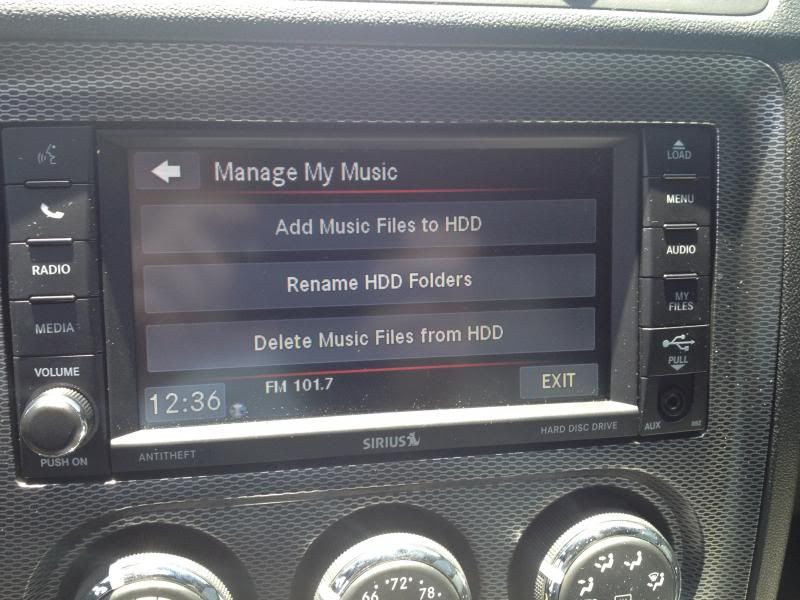 Manage My Music
Add Music Files to HDD
Rename HDD Folders
Delete Music Files from HDD
FM 101.7
12:36
EXIT
RADIO
MEDIA
VOLUME
PUSH ON
ANTITHEFT
SIRIUS
HARD DISC DRIVE
LOAD
MENU
AUDIO
MY
FILES
PULL
AUX
66 72 78